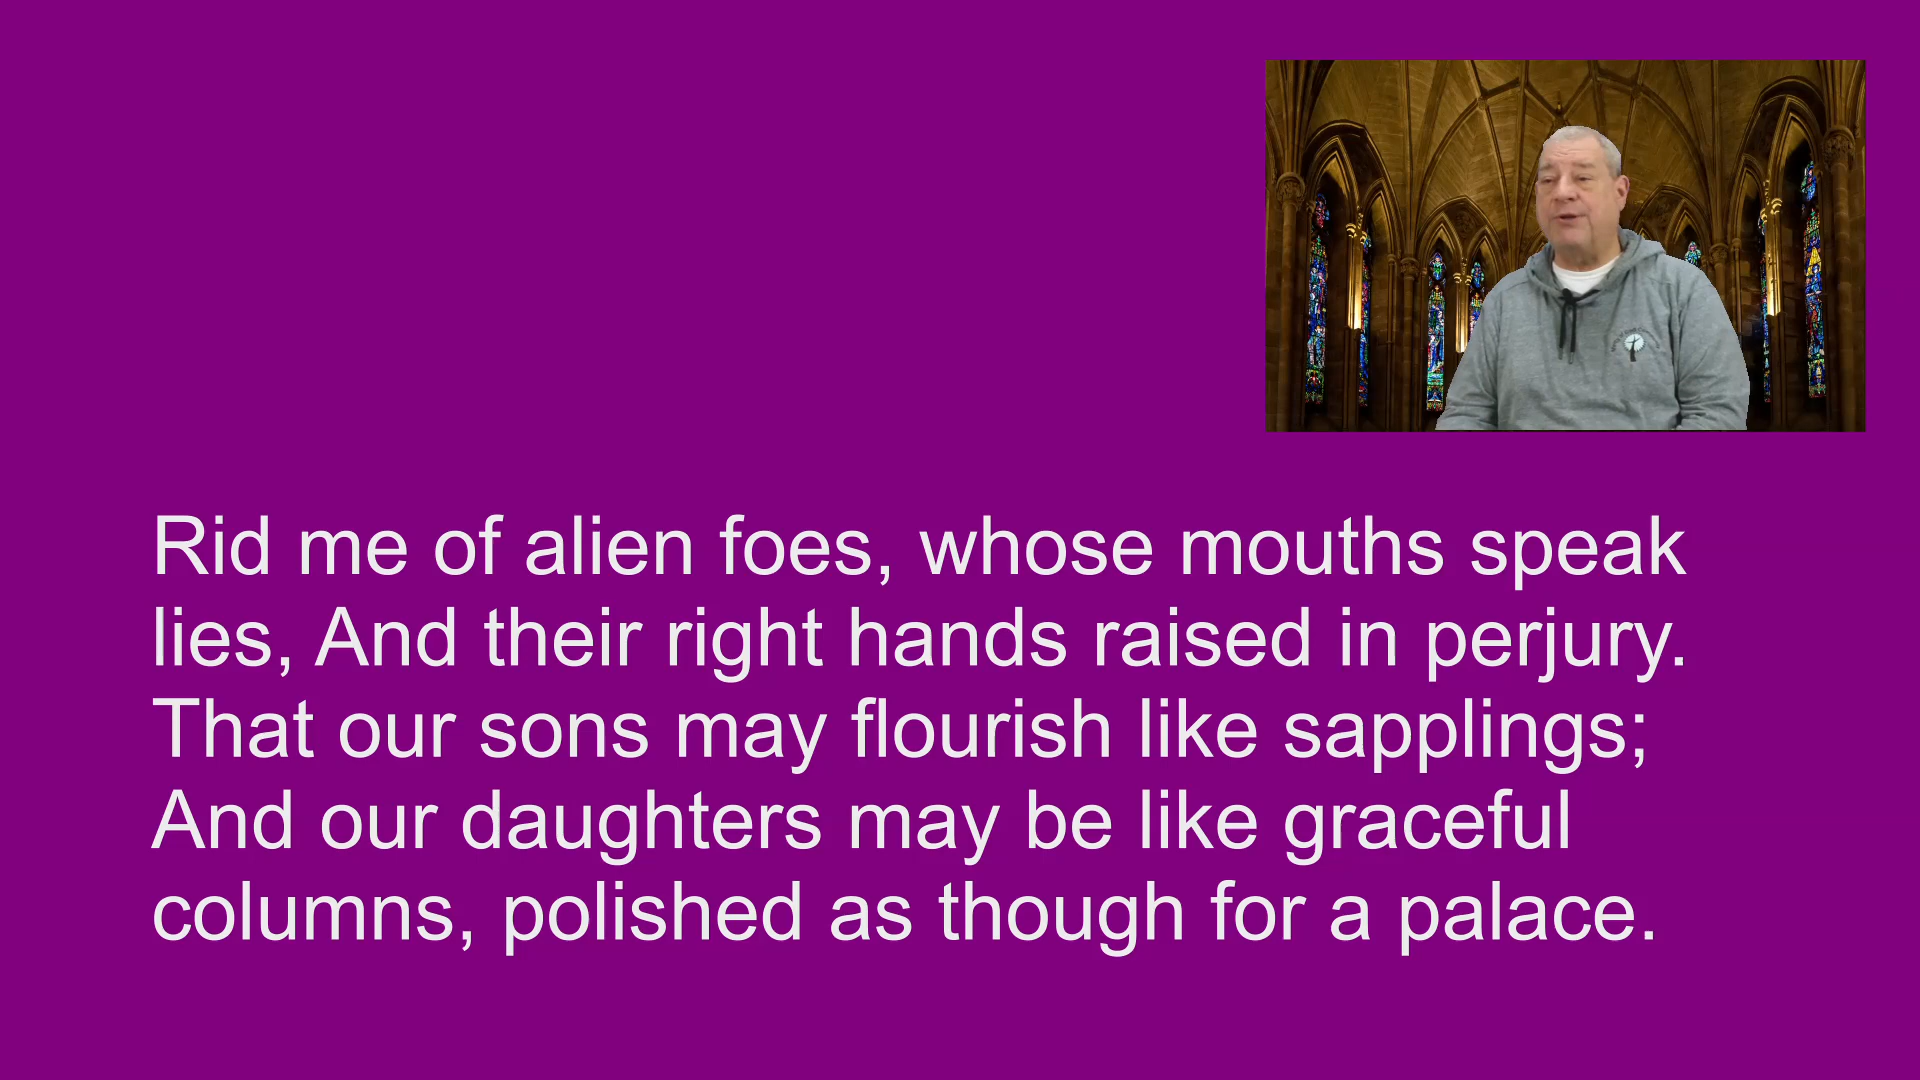 Rid me of alien foes, whose mouths speak
lies, And their right hands raised in perjury.
That our sons may flourish like sapplings;
And our daughters may be like graceful
columns, polished as though for a palace.